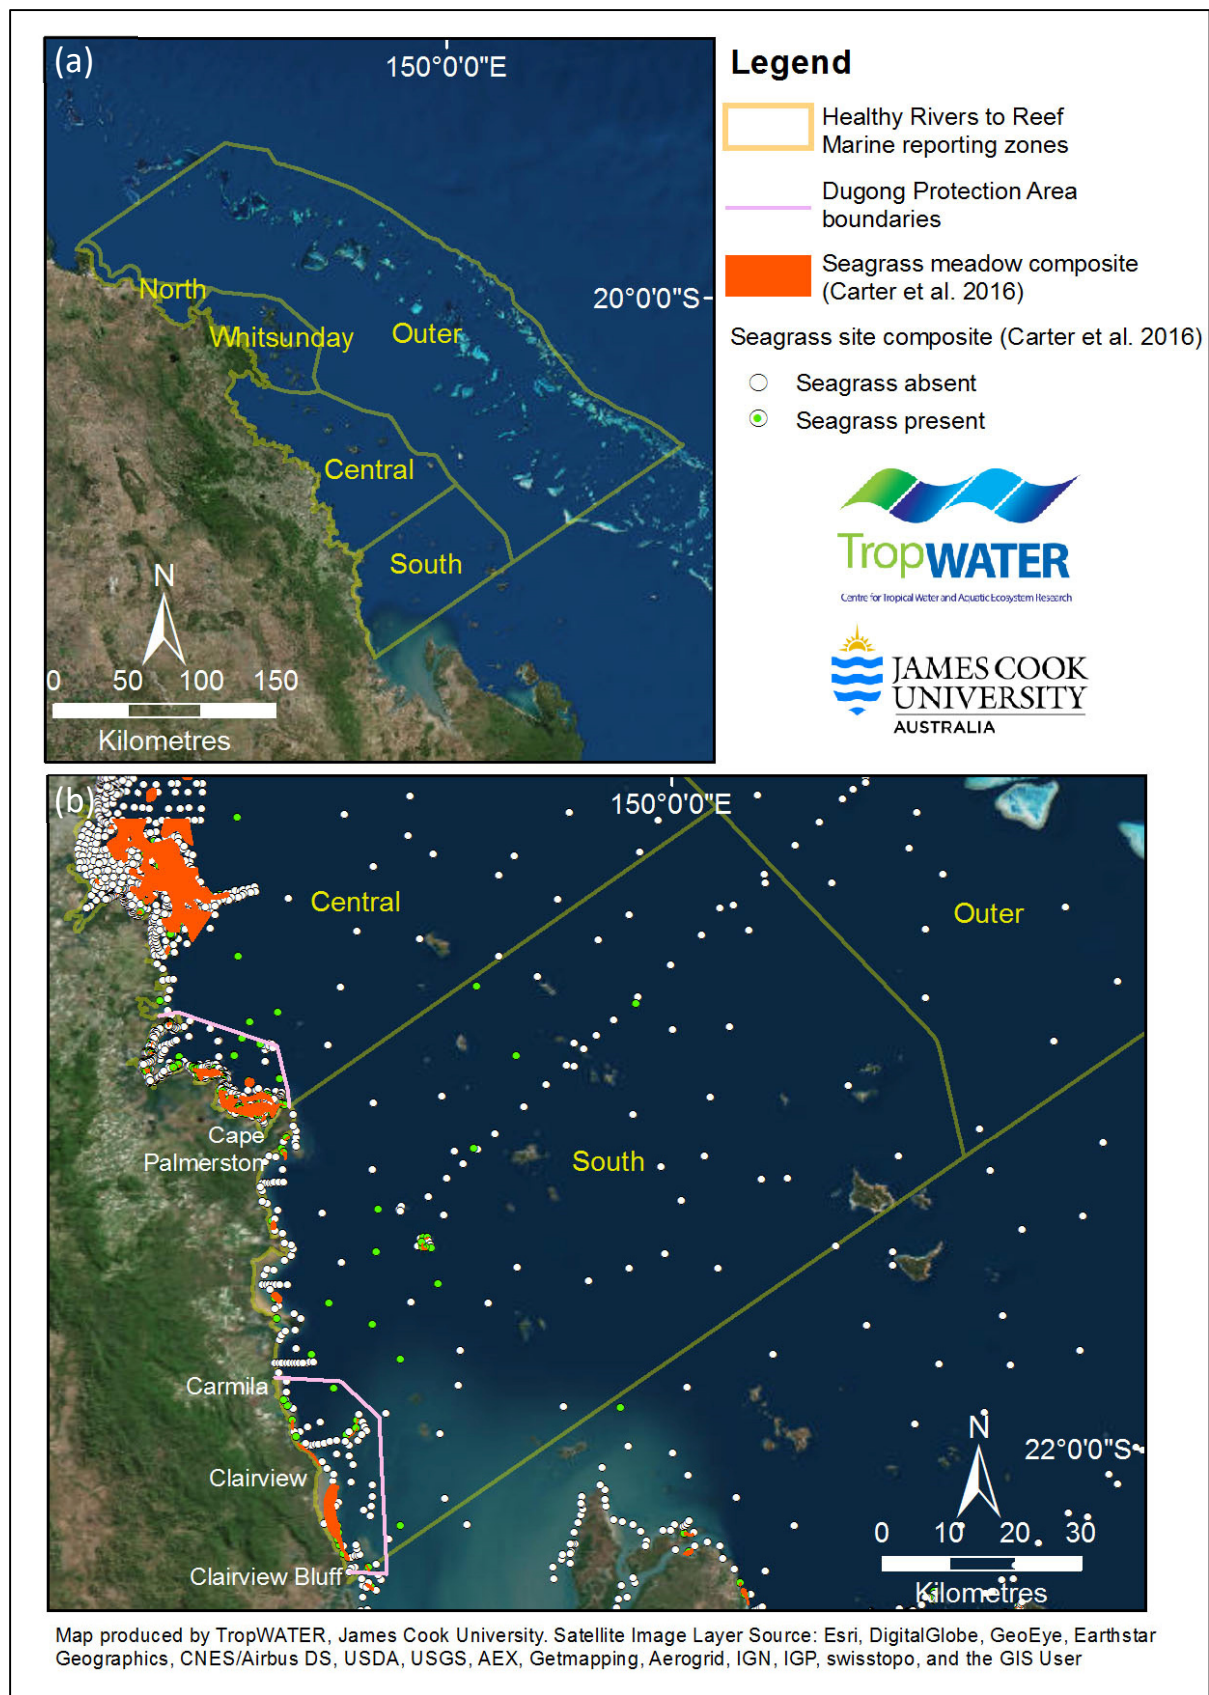 (a)
150°0'0"E
20°0'0"S
North
Whitsunday
Outer
Central
South
N
0 50 100 150
Kilometres
Legend
Healthy Rivers to Reef
Marine reporting zones
Dugong Protection Area
boundaries
Seagrass meadow composite
(Carter et al. 2016)
Seagrass site composite (Carter et al. 2016)
Seagrass absent
Seagrass present
TropWATER
Centre for Tropical Water and Aquatic Ecosystem Research
JAMES COOK
UNIVERSITY
AUSTRALIA
(b)
150°0'0"E
Central
Outer
Cape
Palmerston
South
Carmila
Clairview
Clairview Bluff
N
22°0'0"S
0 10 20 30
Kilometres
Map produced by TropWATER, James Cook University. Satellite Image Layer Source: Esri, DigitalGlobe, GeoEye, Earthstar
Geographics, CNES/Airbus DS, USDA, USGS, AEX, Getmapping, Aerogrid, IGN, IGP, swisstopo, and the GIS User